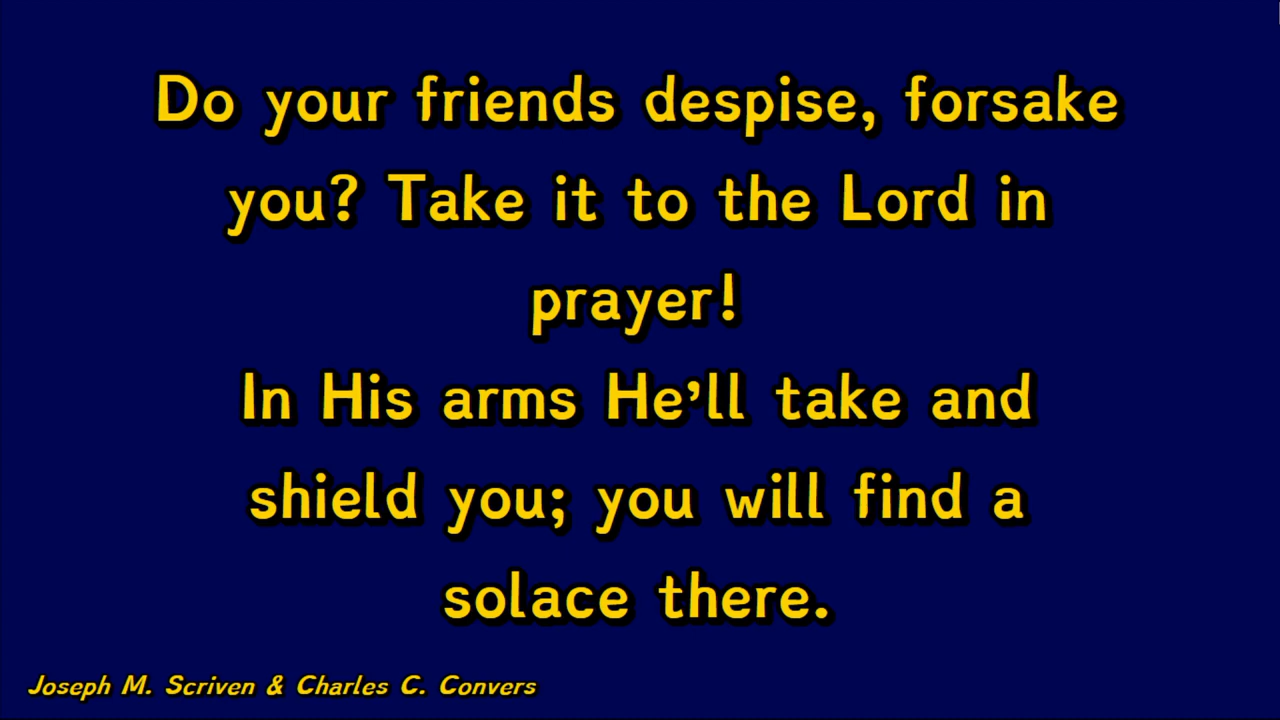 Do your friends despise, forsake
you? Take it to the Lord in
prayer!
In His arms He’ll take and
shield you; you will find a
solace there.
Joseph M. Scriven & Charles C. Convers